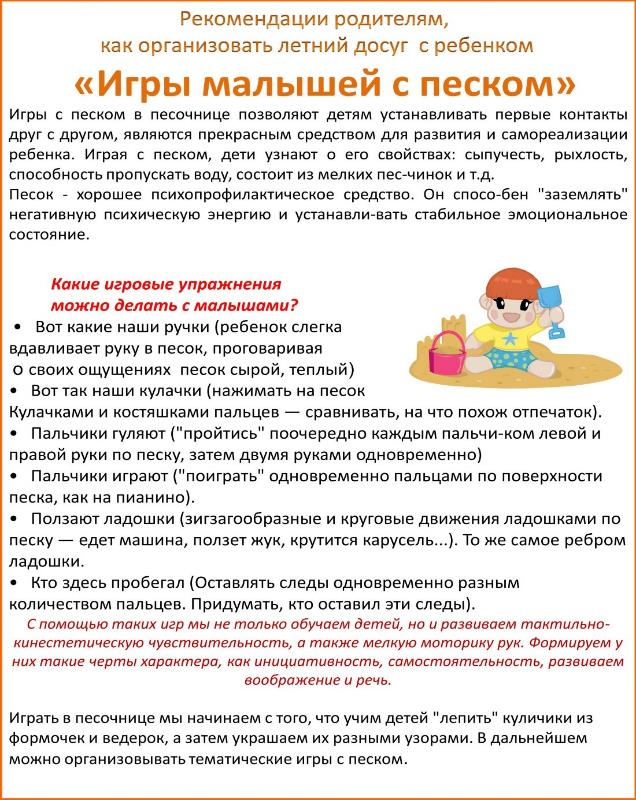 Рекомендации родителям,
как организовать летний досуг с ребенком
«Игры малышей с песком»
Игры с песком в песочнице позволяют детям устанавливать первые контакты
друг с другом, являются прекрасным средством для развития и самореализации
ребенка. Играя с песком, дети узнают о его свойствах: сыпучесть, рыхлость,
способность пропускать воду, состоит из мелких пес-чинок и т.д.
Песок - хорошее психопрофилактическое средство. Он спосо-бен "заземлять"
негативную психическую энергию и устанавли-вать стабильное эмоциональное
состояние.
Какие игровые упражнения
можно делать с малышами?
• Вот какие наши ручки (ребенок слегка
вдавливает руку в песок, проговаривая
о своих ощущениях песок сырой, теплый)
• Вот так наши кулачки (нажимать на песок
Кулачками и костяшками пальцев — сравнивать, на что похож отпечаток).
• Пальчики гуляют ("пройтись" поочередно каждым пальчи-ком левой и
правой руки по песку, затем двумя руками одновременно)
• Пальчики играют ("поиграть" одновременно пальцами по поверхности
песка, как на пианино).
• Ползают ладошки (зигзагообразные и круговые движения ладошками по
песку — едет машина, ползет жук, крутится карусель...). То же самое ребром
ладошки.
• Кто здесь пробегал (Оставлять следы одновременно разным
количеством пальцев. Придумать, кто оставил эти следы).
С помощью таких игр мы не только обучаем детей, но и развиваем тактильно-
кинестетическую чувствительность, а также мелкую моторику рук. Формируем у
них такие черты характера, как инициативность, самостоятельность, развиваем
воображение и речь.
Играть в песочнице мы начинаем с того, что учим детей "лепить" куличики из
формочек и ведерок, а затем украшаем их разными узорами. В дальнейшем
можно организовывать тематические игры с песком.